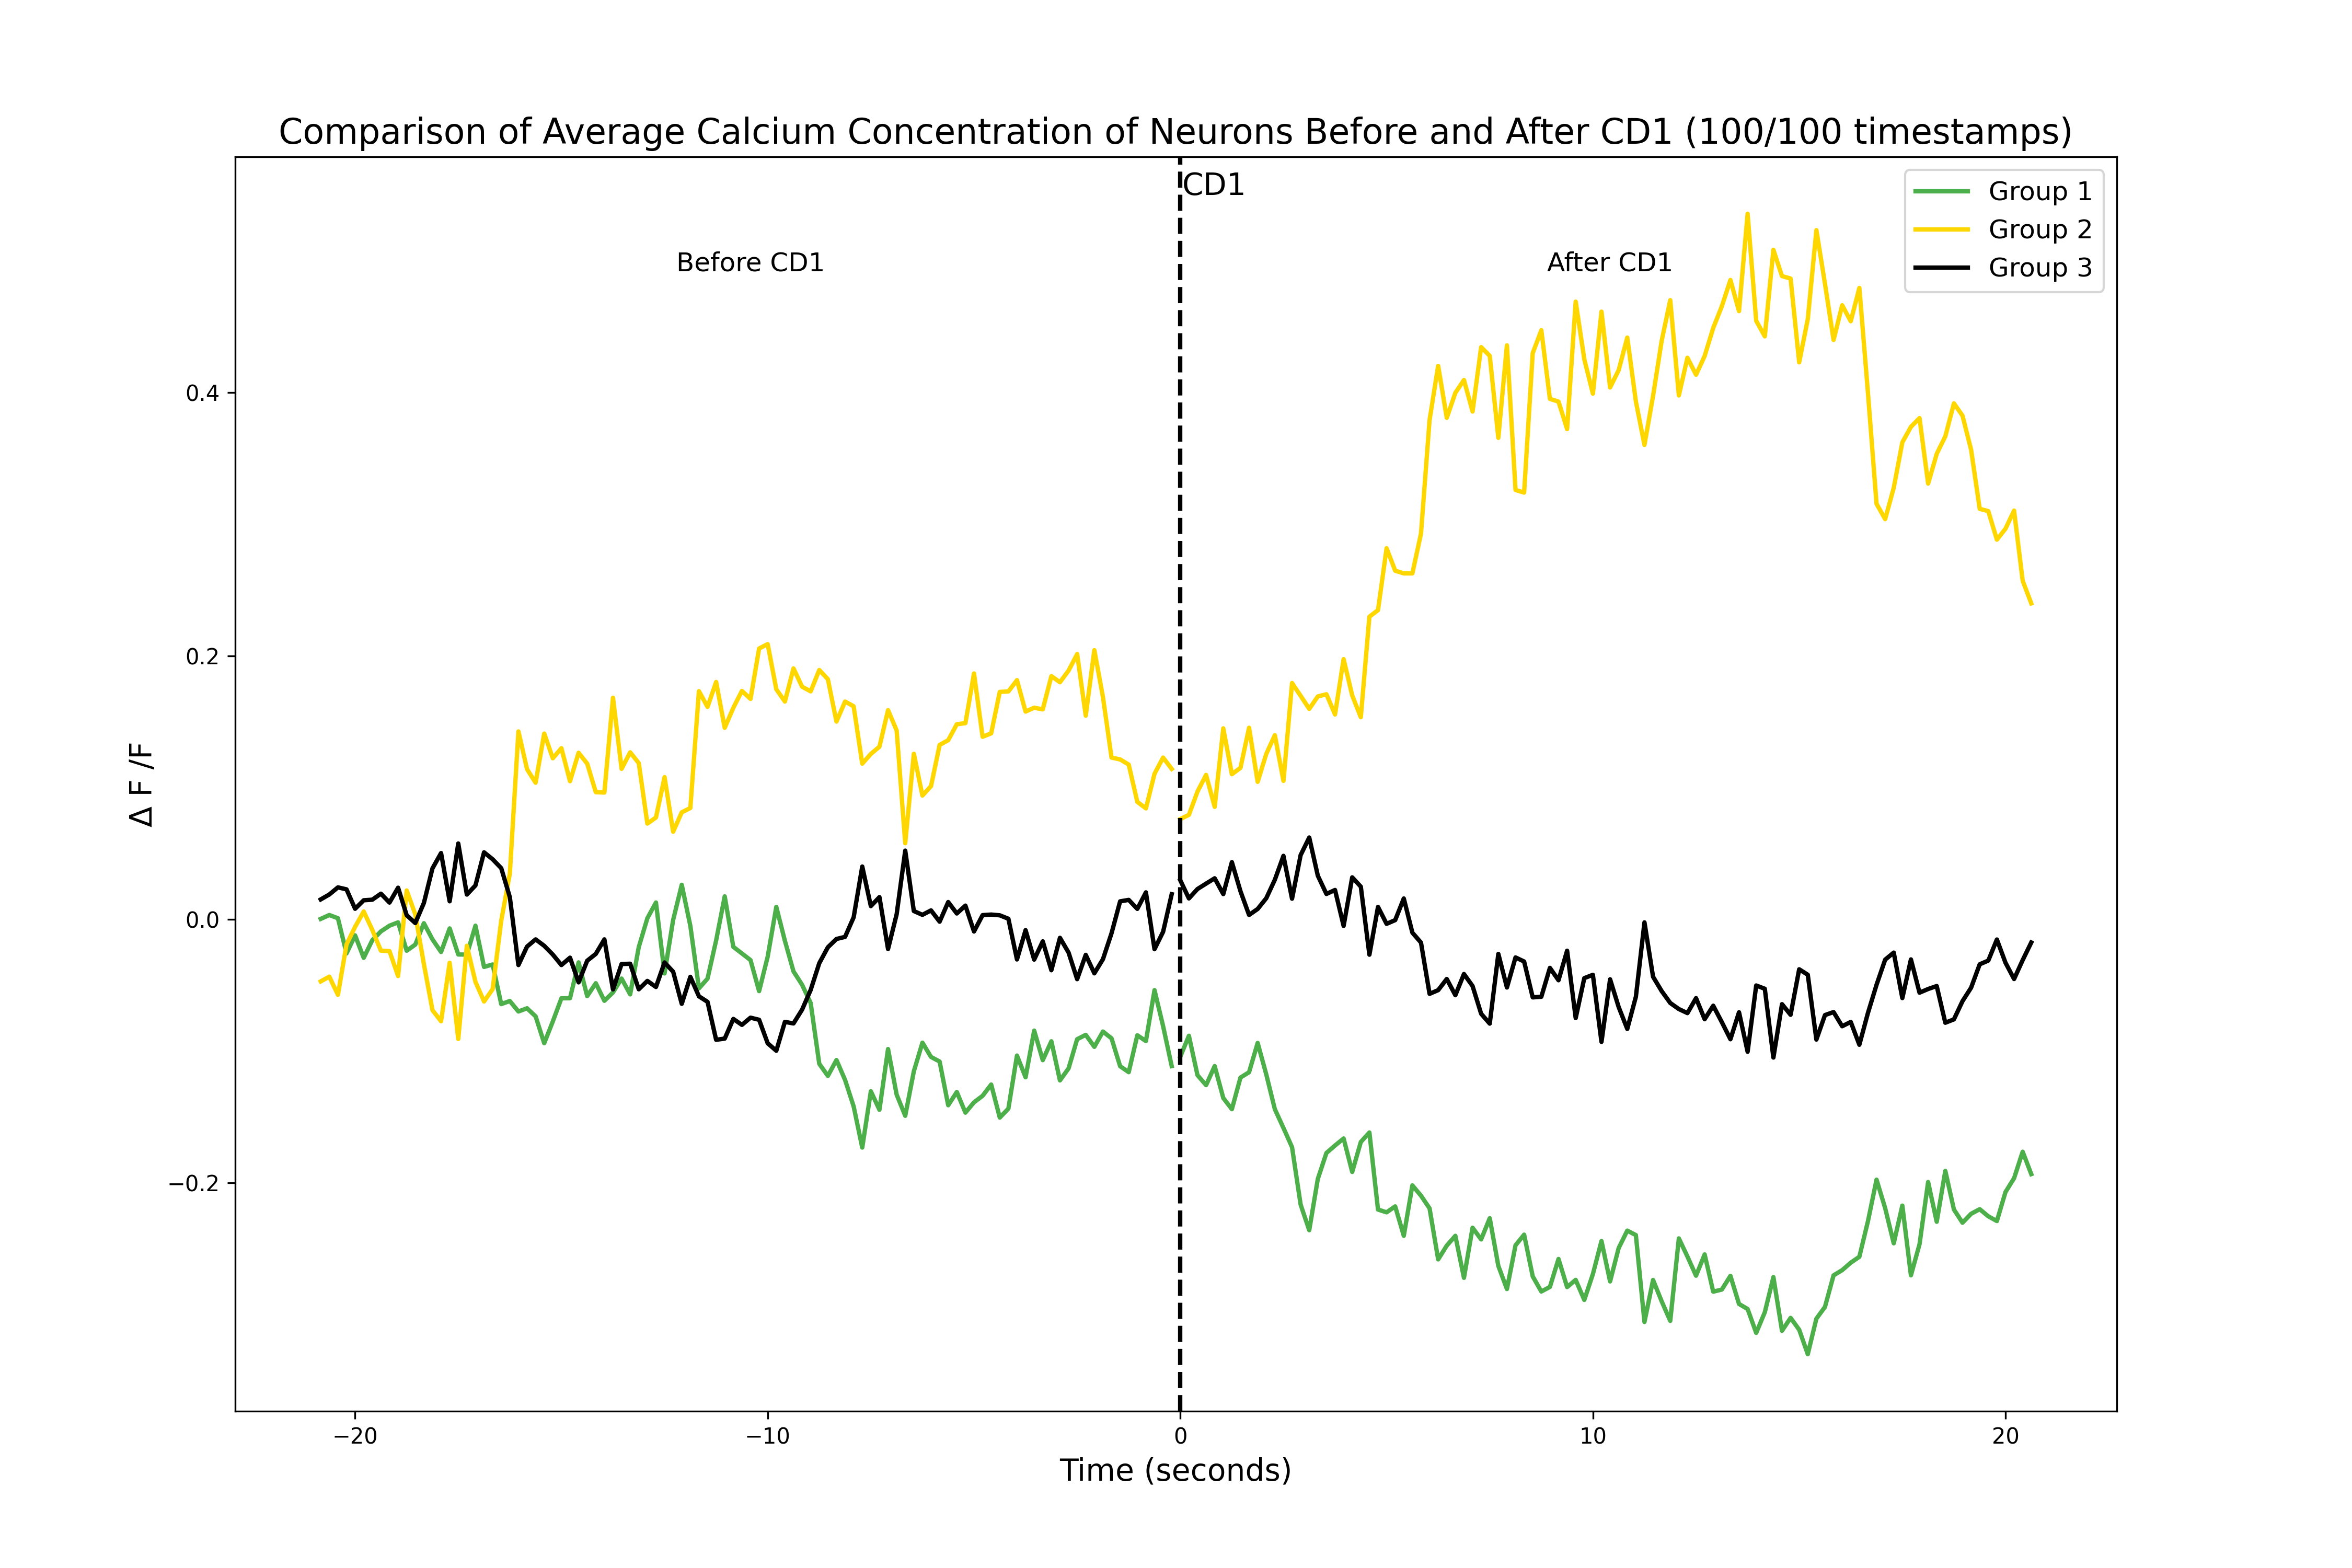 Comparison of Average Calcium Concentration of Neurons Before and After CD1 (100/100 timestamps)
CD1
Group 1
Group 2
Group 3
Before CD1
After CD1
0.4
0.2
0.0
−0.2
Δ F /F
−20
−10
0
10
20
Time (seconds)